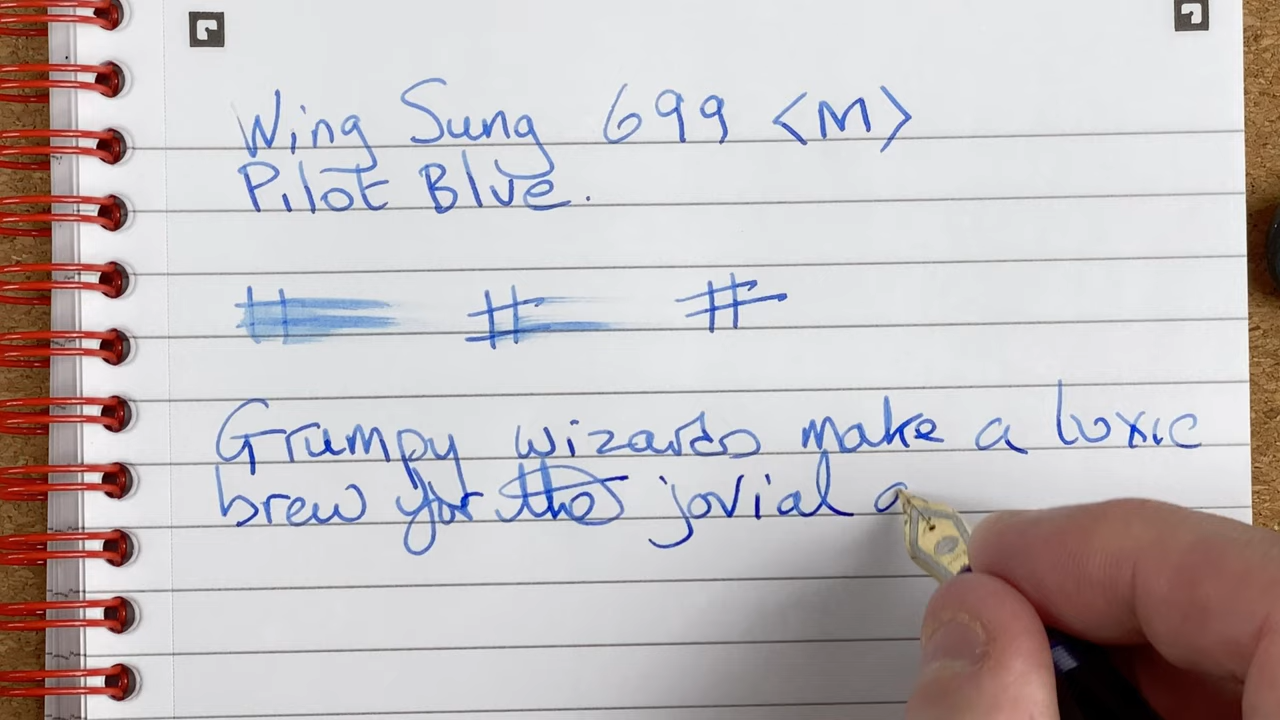 Wing Sung 699 <M>
Pilot Blue.
# # #
Grumpy wizards make a toxic
brew for the jovial a